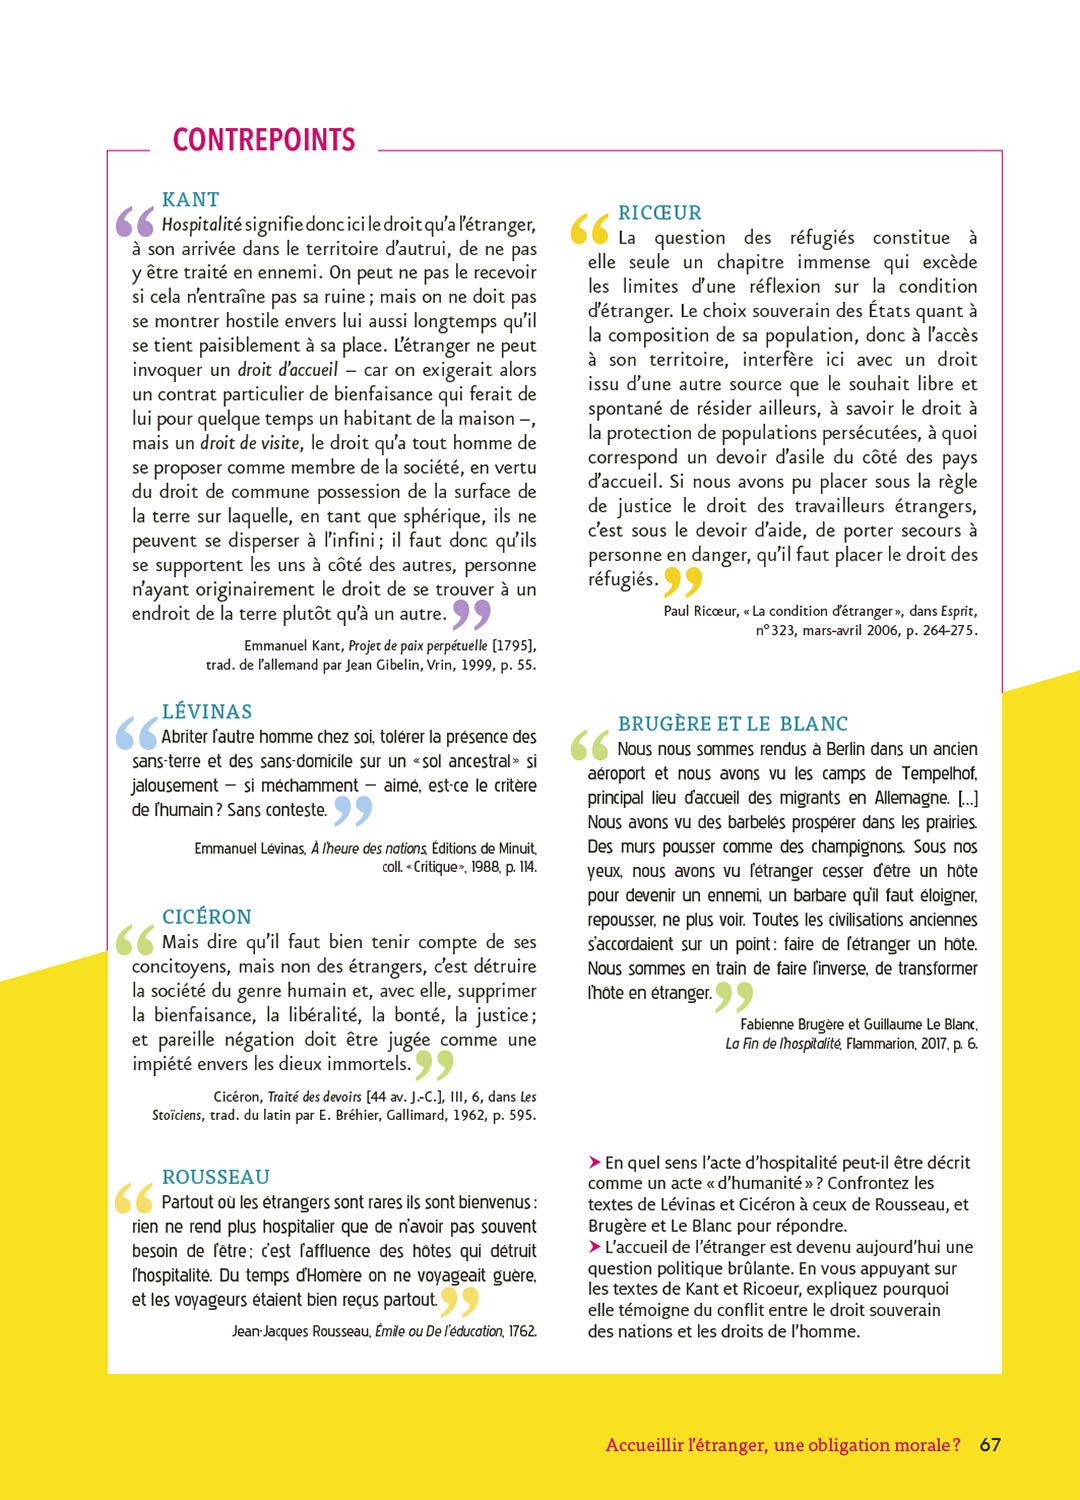 CONTREPOINTS
KANT
“ Hospitalité signifie donc ici le droit qu’a l’étranger,
à son arrivée dans le territoire d’autrui, de ne pas
y être traité en ennemi. On peut ne pas le recevoir
si cela n’entraîne pas sa ruine ; mais on ne doit pas
se montrer hostile envers lui aussi longtemps qu’il
se tient paisiblement à sa place. L’étranger ne peut
invoquer un droit d’accueil – car on exigerait alors
un contrat particulier de bienfaisance qui ferait de
lui pour quelque temps un habitant de la maison –,
mais un droit de visite, le droit qu’a tout homme de
se proposer comme membre de la société, en vertu
du droit de commune possession de la surface de
la terre sur laquelle, en tant que sphérique, ils ne
peuvent se disperser à l’infini ; il faut donc qu’ils
se supportent les uns à côté des autres, personne
n’ayant originairement le droit de se trouver à un
endroit de la terre plutôt qu’à un autre. ”
Emmanuel Kant, Projet de paix perpétuelle [1795],
trad. de l’allemand par Jean Gibelin, Vrin, 1999, p. 55.
LÉVINAS
“ Abriter l’autre homme chez soi, tolérer la présence des
sans-terre et des sans-domicile sur un « sol ancestral » si
jalousement – si méchamment – aimé, est-ce le critère
de l’humain ? Sans conteste. ”
Emmanuel Lévinas, À l’heure des nations, Éditions de Minuit,
coll. « Critique », 1988, p. 114.
CICÉRON
“ Mais dire qu’il faut bien tenir compte de ses
concitoyens, mais non des étrangers, c’est détruire
la société du genre humain et, avec elle, supprimer
la bienfaisance, la libéralité, la bonté, la justice ;
et pareille négation doit être jugée comme une
impiété envers les dieux immortels. ”
Cicéron, Traité des devoirs [44 av. J.-C.], III, 6, dans Les
Stoïciens, trad. du latin par E. Bréhier, Gallimard, 1962, p. 595.
ROUSSEAU
“ Partout où les étrangers sont rares ils sont bienvenus :
rien ne rend plus hospitalier que de n’avoir pas souvent
besoin de l’être ; c’est l’affluence des hôtes qui détruit
l’hospitalité. Du temps d’Homère on ne voyageait guère,
et les voyageurs étaient bien reçus partout. ”
Jean-Jacques Rousseau, Émile ou De l’éducation, 1762.
RICŒUR
“ La question des réfugiés constitue à
elle seule un chapitre immense qui excède
les limites d’une réflexion sur la condition
d’étranger. Le choix souverain des États quant à
la composition de sa population, donc à l’accès
à son territoire, interfère ici avec un droit
issu d’une autre source que le souhait libre et
spontané de résider ailleurs, à savoir le droit à
la protection de populations persécutées, à quoi
correspond un devoir d’asile du côté des pays
d’accueil. Si nous avons pu placer sous la règle
de justice le droit des travailleurs étrangers,
c’est sous le devoir d’aide, de porter secours à
personne en danger, qu’il faut placer le droit des
réfugiés. ”
Paul Ricœur, « La condition d’étranger », dans Esprit,
n° 323, mars-avril 2006, p. 264-275.
BRUGÈRE ET LE BLANC
“ Nous nous sommes rendus à Berlin dans un ancien
aéroport et nous avons vu les camps de Tempelhof,
principal lieu d’accueil des migrants en Allemagne. […]
Nous avons vu des barbelés prospérer dans les prairies.
Des murs pousser comme des champignons. Sous nos
yeux, nous avons vu l’étranger cesser d’être un hôte
pour devenir un ennemi, un barbare qu’il faut éloigner,
repousser, ne plus voir. Toutes les civilisations anciennes
s’accordaient sur un point : faire de l’étranger un hôte.
Nous sommes en train de faire l’inverse, de transformer
l’hôte en étranger. ”
Fabienne Brugère et Guillaume Le Blanc,
La Fin de l’hospitalité, Flammarion, 2017, p. 6.
➤ En quel sens l’acte d’hospitalité peut-il être décrit
comme un acte « d’humanité » ? Confrontez les
textes de Lévinas et Cicéron à ceux de Rousseau, et
Brugère et Le Blanc pour répondre.
➤ L’accueil de l’étranger est devenu aujourd’hui une
question politique brûlante. En vous appuyant sur
les textes de Kant et Ricoeur, expliquez pourquoi
elle témoigne du conflit entre le droit souverain
des nations et les droits de l’homme.
Accueillir l’étranger, une obligation morale ? 67